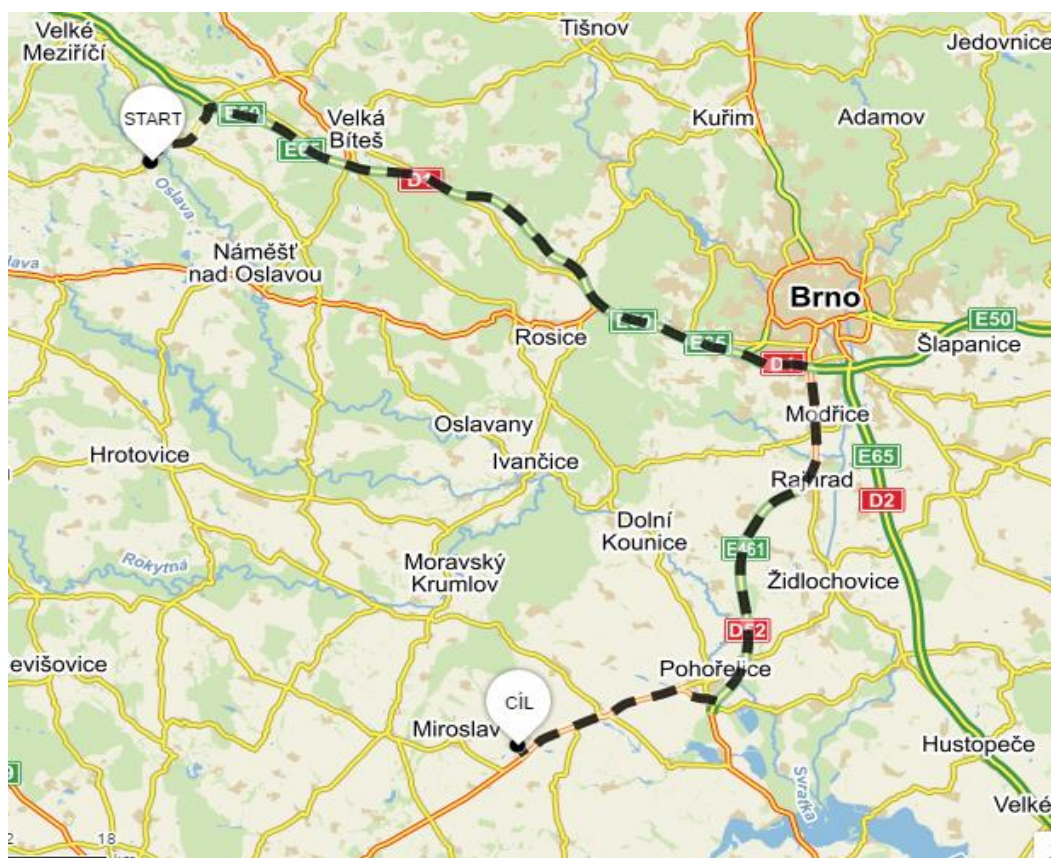 Velké
Meziříčí
Tišnov
Jedovnice
START
E50
Velká
Bíteš
Kuřim
Adamov
E65
D1
Oslava
Náměšť
nad Oslavou
Brno
E50
Rosice
E65
Šlapanice
D1
Modřice
Oslavany
Hrotovice
Ivančice
E65
Rajhrad
D2
Dolní
Kounice
E461
Rokytná
Moravský
Krumlov
Židlochovice
D52
evišovice
Pohořelice
CÍL
Miroslav
Hustopeče
Svratka
Velké
18